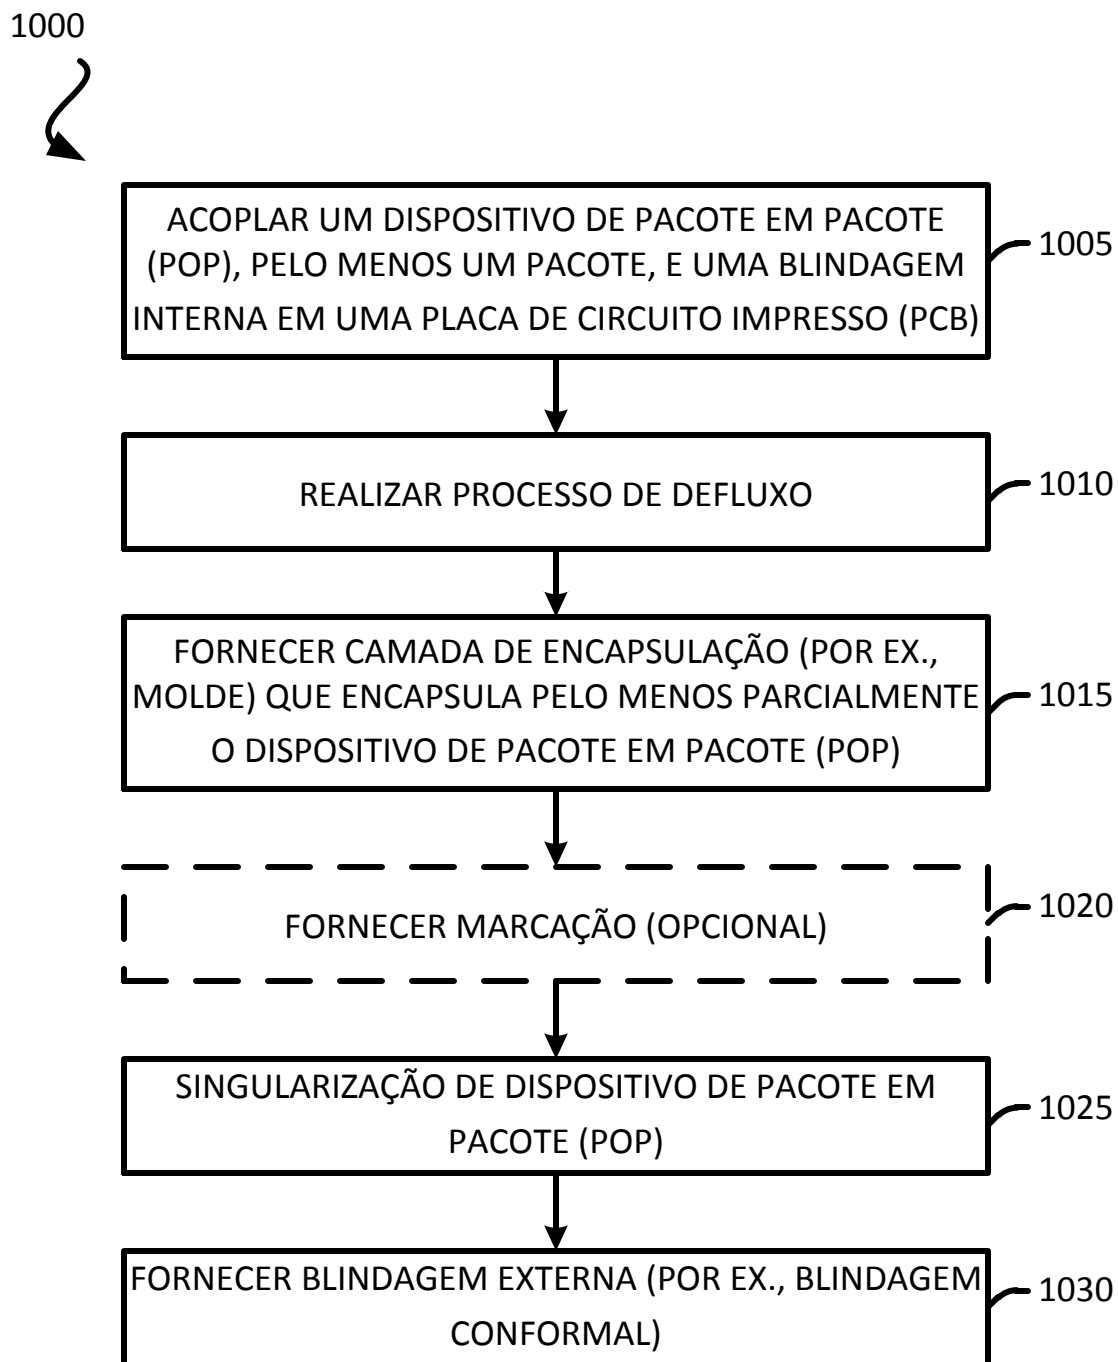 1000
ACOPLAR UM DISPOSITIVO DE PACOTE EM PACOTE
(POP), PELO MENOS UM PACOTE, E UMA BLINDAGEM
INTERNA EM UMA PLACA DE CIRCUITO IMPRESSO (PCB)
1005
REALIZAR PROCESSO DE DEFLUXO
1010
FORNECER CAMADA DE ENCAPSULAÇÃO (POR EX.,
MOLDE) QUE ENCAPSULA PELO MENOS PARCIALMENTE
O DISPOSITIVO DE PACOTE EM PACOTE (POP)
1015
FORNECER MARCAÇÃO (OPCIONAL)
1020
SINGULARIZAÇÃO DE DISPOSITIVO DE PACOTE EM
PACOTE (POP)
1025
FORNECER BLINDAGEM EXTERNA (POR EX., BLINDAGEM
CONFORMAL)
1030